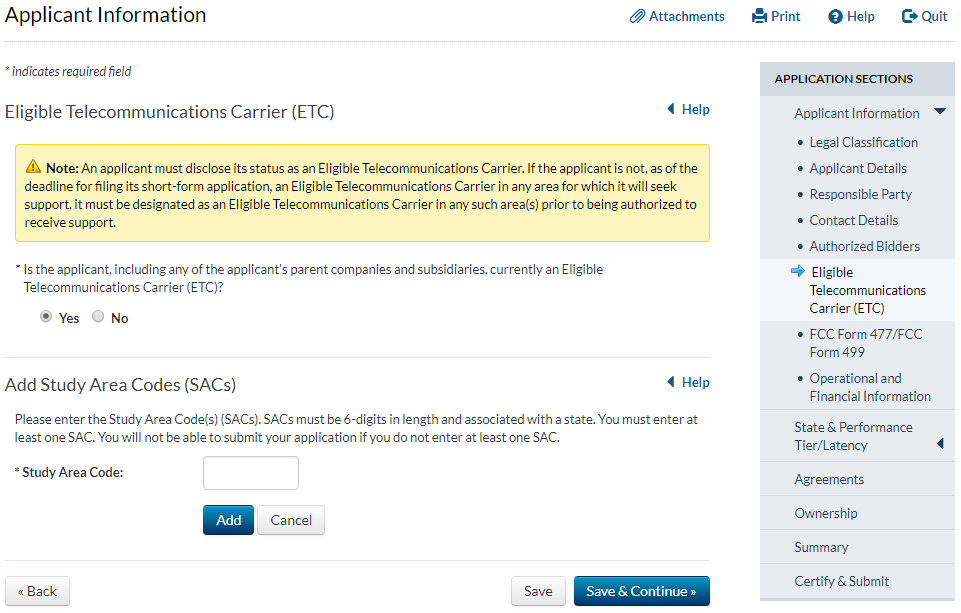 Applicant Information
Attachments
Print
Help
Quit
* indicates required field
Eligible Telecommunications Carrier (ETC)
Help
Note: An applicant must disclose its status as an Eligible Telecommunications Carrier. If the applicant is not, as of the
deadline for filing its short-form application, an Eligible Telecommunications Carrier in any area for which it will seek
support, it must be designated as an Eligible Telecommunications Carrier in any such area(s) prior to being authorized to
receive support.
* Is the applicant, including any of the applicant's parent companies and subsidiaries, currently an Eligible
Telecommunications Carrier (ETC)?
Yes No
Add Study Area Codes (SACs)
Help
Please enter the Study Area Code(s) (SACs). SACs must be 6-digits in length and associated with a state. You must enter at
least one SAC. You will not be able to submit your application if you do not enter at least one SAC.
* Study Area Code:
Add
Cancel
« Back
Save
Save & Continue »
APPLICATION SECTIONS
Applicant Information
• Legal Classification
• Applicant Details
• Responsible Party
• Contact Details
• Authorized Bidders
Eligible
Telecommunications
Carrier (ETC)
• FCC Form 477/FCC
Form 499
• Operational and
Financial Information
State & Performance
Tier/Latency
Agreements
Ownership
Summary
Certify & Submit